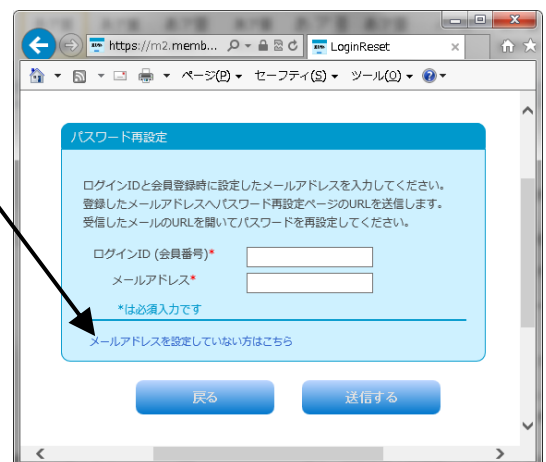 https://m2.memb...
LoginReset
ページ(P)
セーフティ(S)
ツール(O)
パスワード再設定
ログインIDと会員登録時に設定したメールアドレスを入力してください。
登録したメールアドレスへパスワード再設定ページのURLを送信します。
受信したメールのURLを開いてパスワードを再設定してください。
ログインID (会員番号)*
メールアドレス*
*は必須入力です
メールアドレスを設定していない方はこちら
戻る
送信する